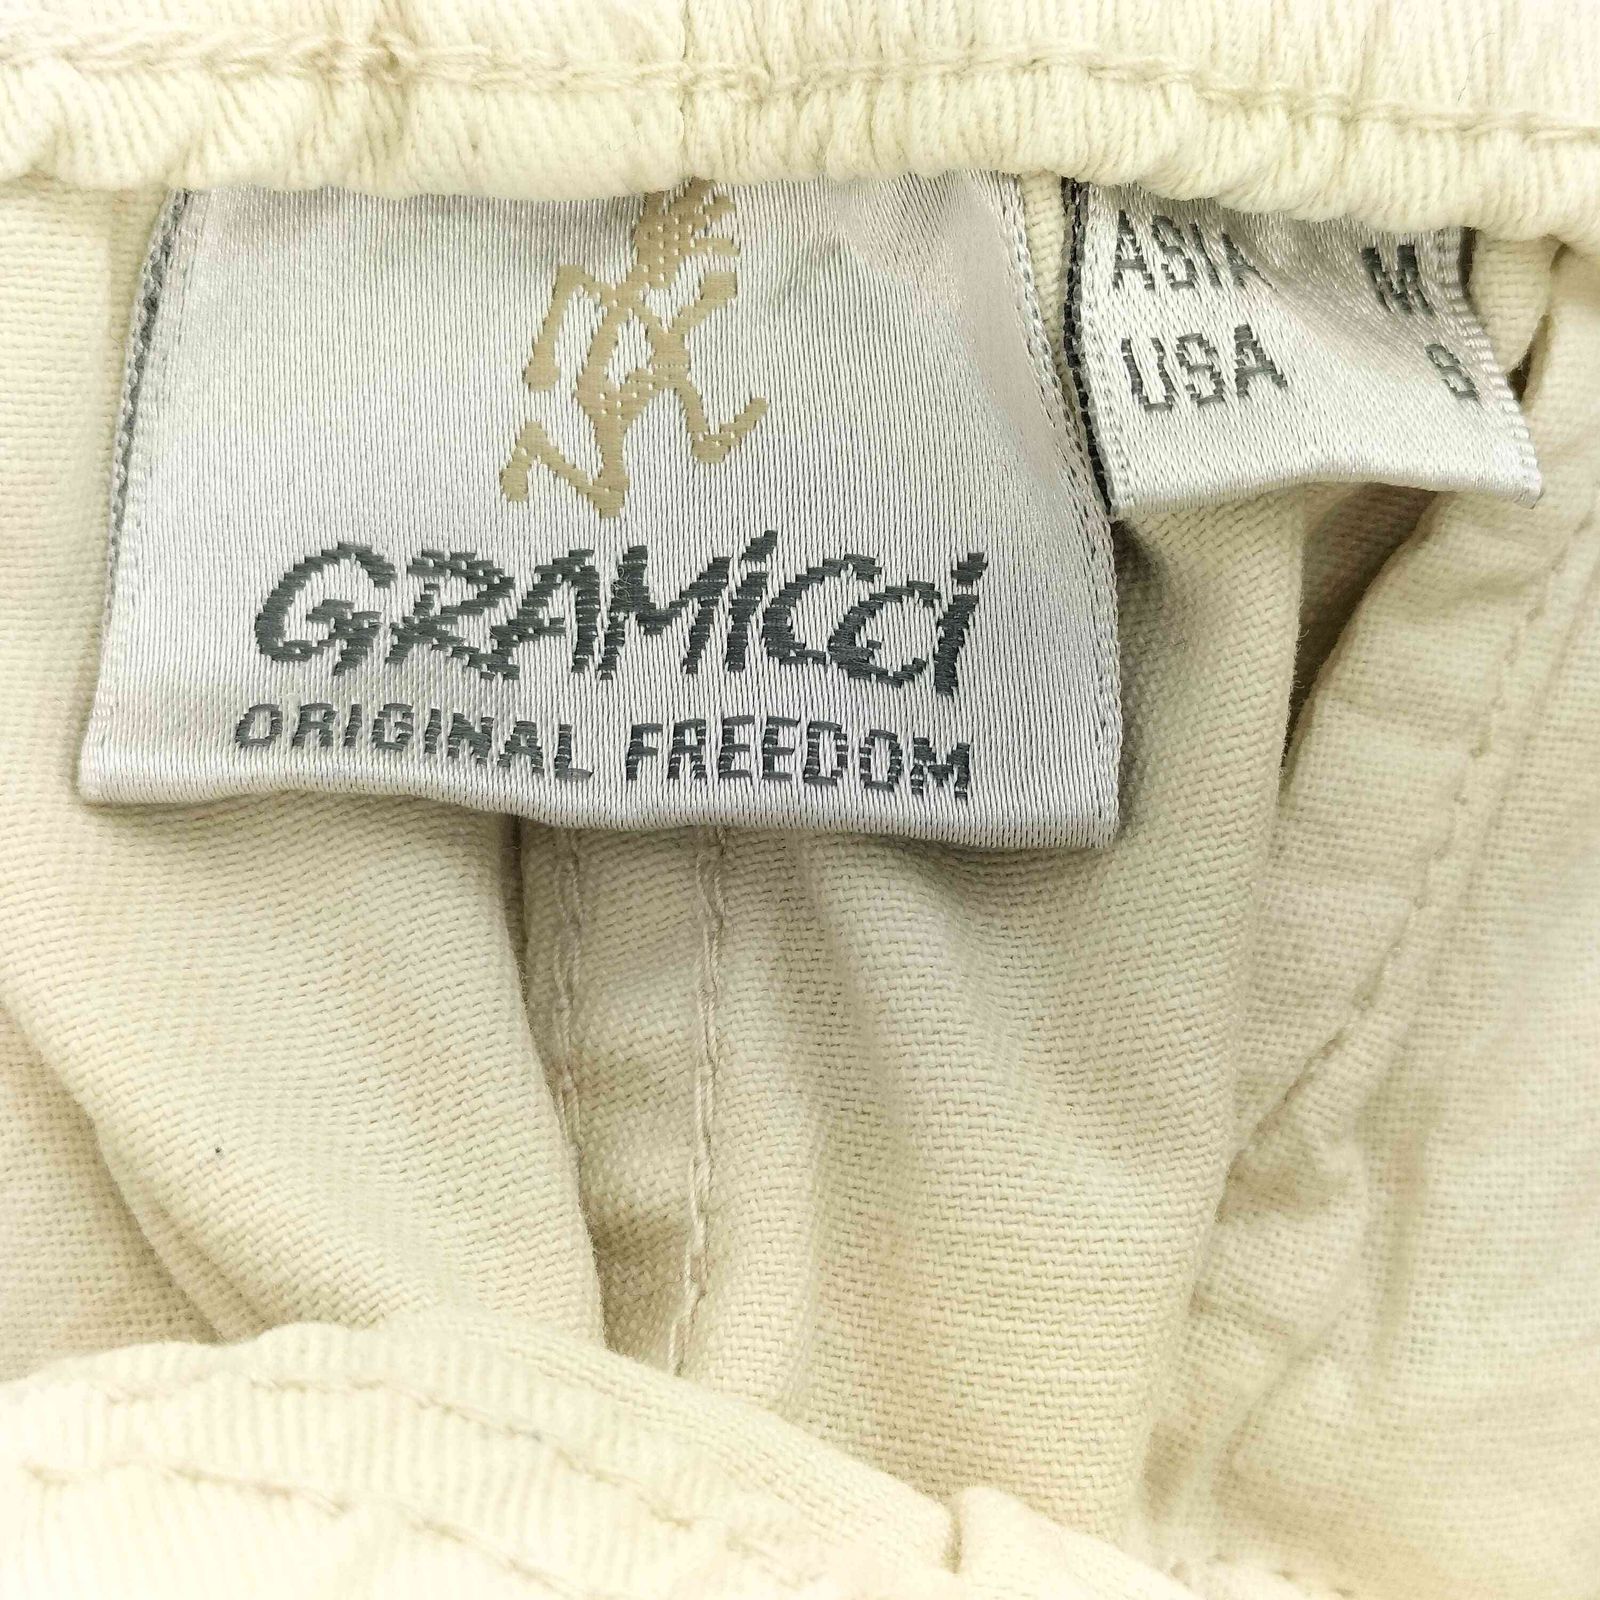 GRAMiCCi
ORIGINAL FREEDOM
ASIA M
USA S